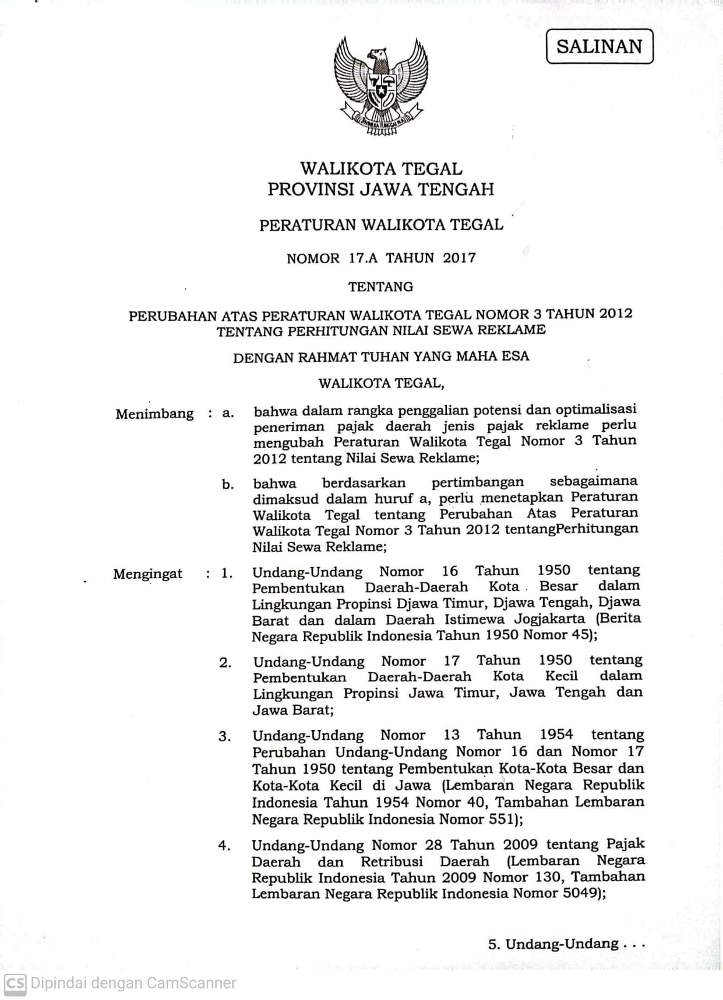 SALINAN
BHINNEKA TUNGGAL IKA
WALIKOTA TEGAL
PROVINSI JAWA TENGAH
PERATURAN WALIKOTA TEGAL
NOMOR 17.A TAHUN 2017
TENTANG
PERUBAHAN ATAS PERATURAN WALIKOTA TEGAL NOMOR 3 TAHUN 2012
TENTANG PERHITUNGAN NILAI SEWA REKLAME
DENGAN RAHMAT TUHAN YANG MAHA ESA
WALIKOTA TEGAL,
Menimbang : a. bahwa dalam rangka penggalian potensi dan optimalisasi
peneriman pajak daerah jenis pajak reklame perlu
mengubah Peraturan Walikota Tegal Nomor 3 Tahun
2012 tentang Nilai Sewa Reklame;
b. bahwa berdasarkan pertimbangan sebagaimana
dimaksud dalam huruf a, perlu menetapkan Peraturan
Walikota Tegal tentang Perubahan Atas Peraturan
Walikota Tegal Nomor 3 Tahun 2012 tentangPerhitungan
Nilai Sewa Reklame;
Mengingat : 1. Undang-Undang Nomor 16 Tahun 1950 tentang
Pembentukan Daerah-Daerah Kota Besar dalam
Lingkungan Propinsi Djawa Timur, Djawa Tengah, Djawa
Barat dan dalam Daerah Istimewa Jogjakarta (Berita
Negara Republik Indonesia Tahun 1950 Nomor 45);
2. Undang-Undang Nomor 17 Tahun 1950 tentang
Pembentukan Daerah-Daerah Kota Kecil dalam
Lingkungan Propinsi Jawa Timur, Jawa Tengah dan
Jawa Barat;
3. Undang-Undang Nomor 13 Tahun 1954 tentang
Perubahan Undang-Undang Nomor 16 dan Nomor 17
Tahun 1950 tentang Pembentukan Kota-Kota Besar dan
Kota-Kota Kecil di Jawa (Lembaran Negara Republik
Indonesia Tahun 1954 Nomor 40, Tambahan Lembaran
Negara Republik Indonesia Nomor 551);
4. Undang-Undang Nomor 28 Tahun 2009 tentang Pajak
Daerah dan Retribusi Daerah (Lembaran Negara
Republik Indonesia Tahun 2009 Nomor 130, Tambahan
Lembaran Negara Republik Indonesia Nomor 5049);
5. Undang-Undang . . .
CS Dipindai dengan CamScanner